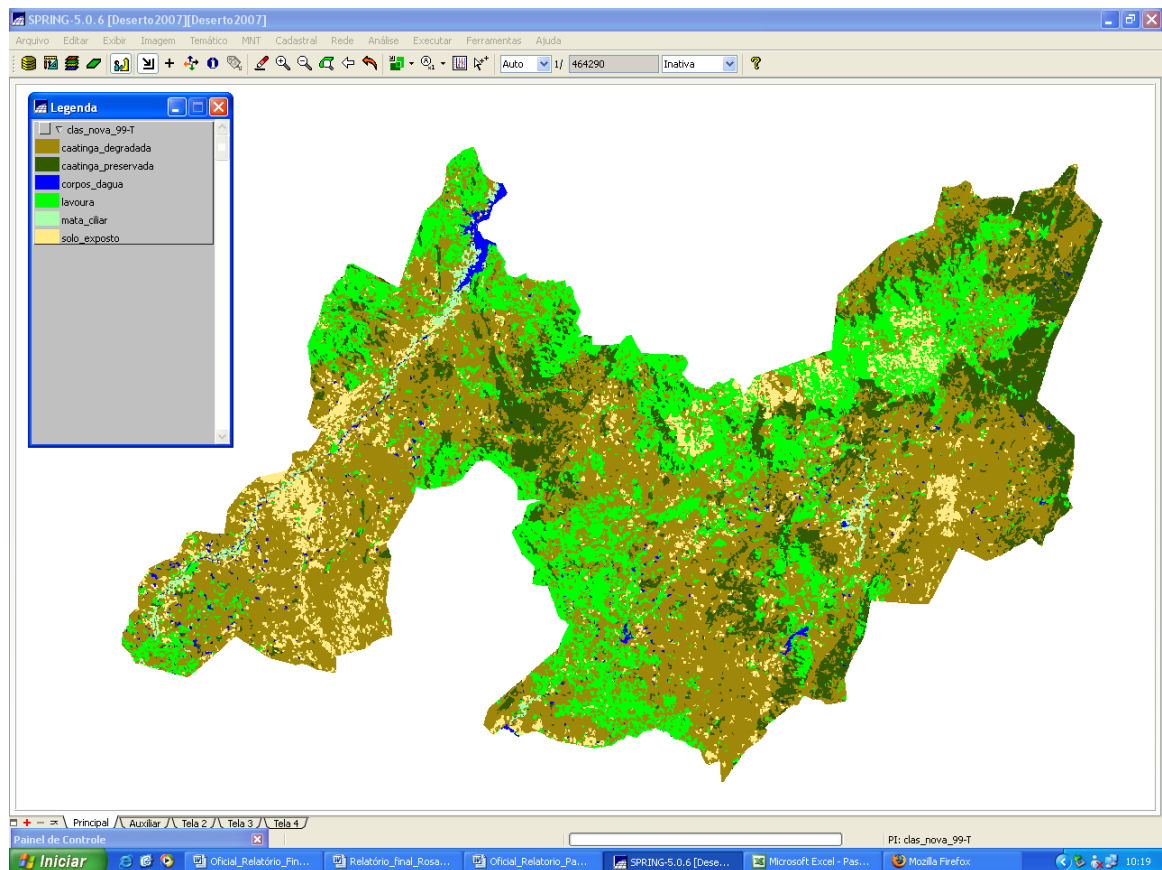 SPRING-5.0.6 [Deserto2007][Deserto2007]
Arquivo Editar Exibir Imagem Temático MNT Cadastral Rede Análise Executar Ferramentas Ajuda
Auto 1/ 464290 Inativa
Legenda
clas_nova_99-T
caatinga_degradada
caatinga_preservada
corpos_dagua
lavoura
mata_ciliar
solo_exposto
Principal Auxiliar Tela 2 Tela 3 Tela 4
Painel de Controle
PI: clas_nova_99-T
Iniciar Oficial_Relatório_Fin... Relatório_final_Rosa... Oficial_Relatorio_Pa... SPRING-5.0.6 [Dese... Microsoft Excel - Pas... Mozilla Firefox 10:19